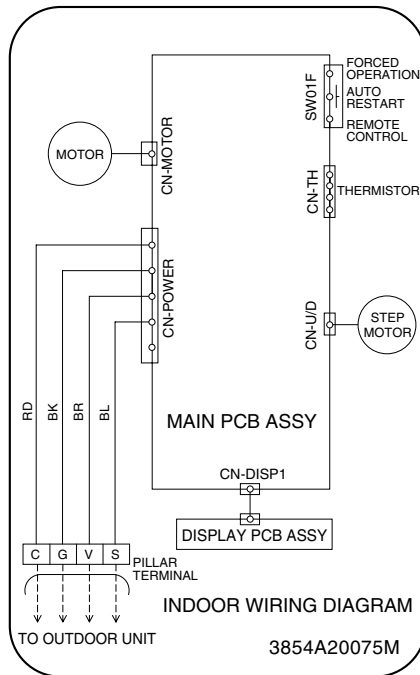 FORCED
OPERATION
AUTO
RESTART
REMOTE
CONTROL
SW01F
MOTOR
CN-MOTOR
CN-TH
THERMISTOR
CN-POWER
CN-U/D
STEP
MOTOR
RD
BK
BR
BL
MAIN PCB ASSY
CN-DISP1
DISPLAY PCB ASSY
C G V S
PILLAR
TERMINAL
INDOOR WIRING DIAGRAM
TO OUTDOOR UNIT
3854A20075M